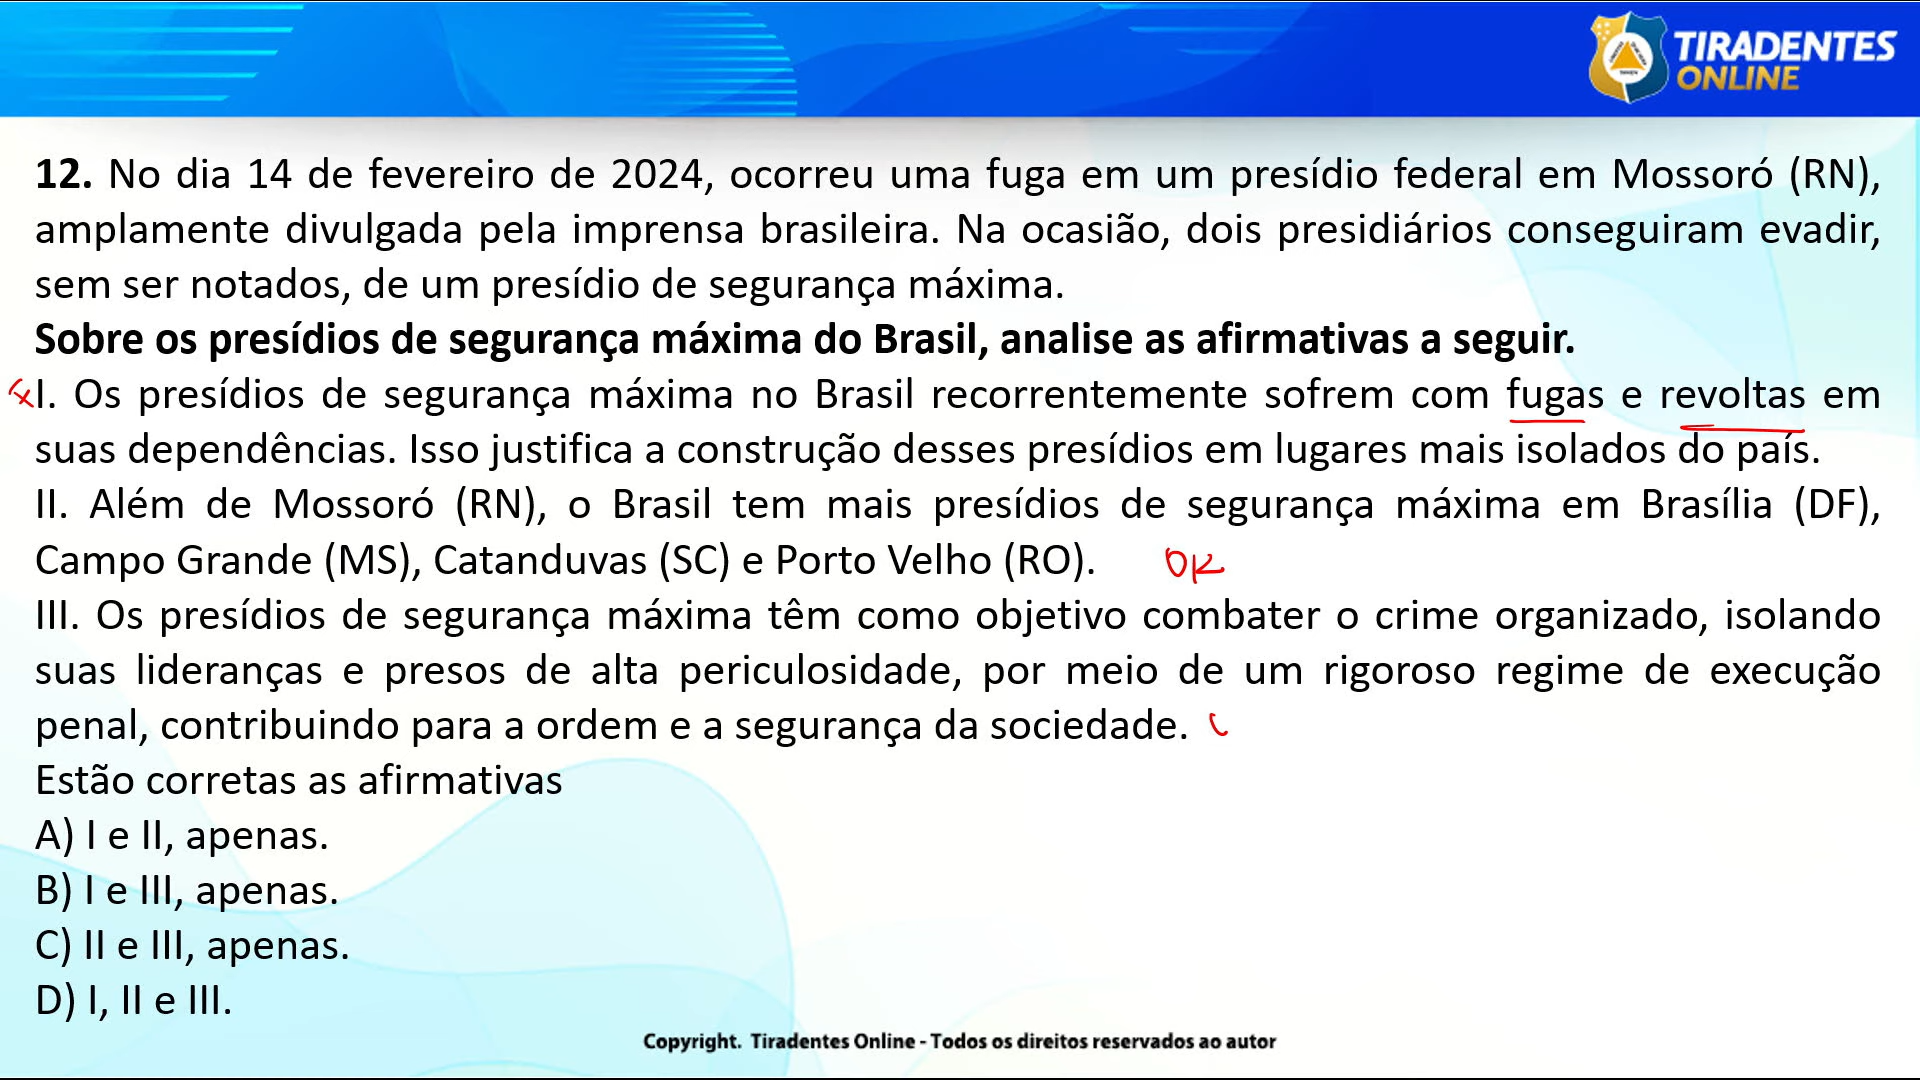 TIRADENTES
ONLINE
12. No dia 14 de fevereiro de 2024, ocorreu uma fuga em um presídio federal em Mossoró (RN),
amplamente divulgada pela imprensa brasileira. Na ocasião, dois presidiários conseguiram evadir,
sem ser notados, de um presídio de segurança máxima.
Sobre os presídios de segurança máxima do Brasil, analise as afirmativas a seguir.
I. Os presídios de segurança máxima no Brasil recorrentemente sofrem com fugas e revoltas em
suas dependências. Isso justifica a construção desses presídios em lugares mais isolados do país.
II. Além de Mossoró (RN), o Brasil tem mais presídios de segurança máxima em Brasília (DF),
Campo Grande (MS), Catanduvas (SC) e Porto Velho (RO). OK
III. Os presídios de segurança máxima têm como objetivo combater o crime organizado, isolando
suas lideranças e presos de alta periculosidade, por meio de um rigoroso regime de execução
penal, contribuindo para a ordem e a segurança da sociedade.
Estão corretas as afirmativas
A) I e II, apenas.
B) I e III, apenas.
C) II e III, apenas.
D) I, II e III.
Copyright. Tiradentes Online - Todos os direitos reservados ao autor